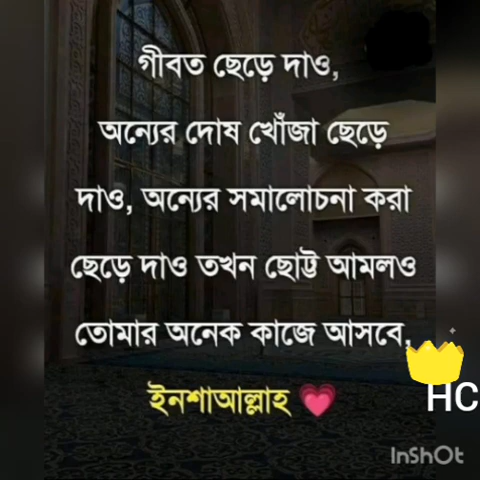 গীবত ছেড়ে দাও,
অন্যের দোষ খোঁজা ছেড়ে
দাও, অন্যের সমালোচনা করা
ছেড়ে দাও তখন ছোট্ট আমলও
তোমার অনেক কাজে আসবে,
ইনশাআল্লাহ 💗
HC
InShOt